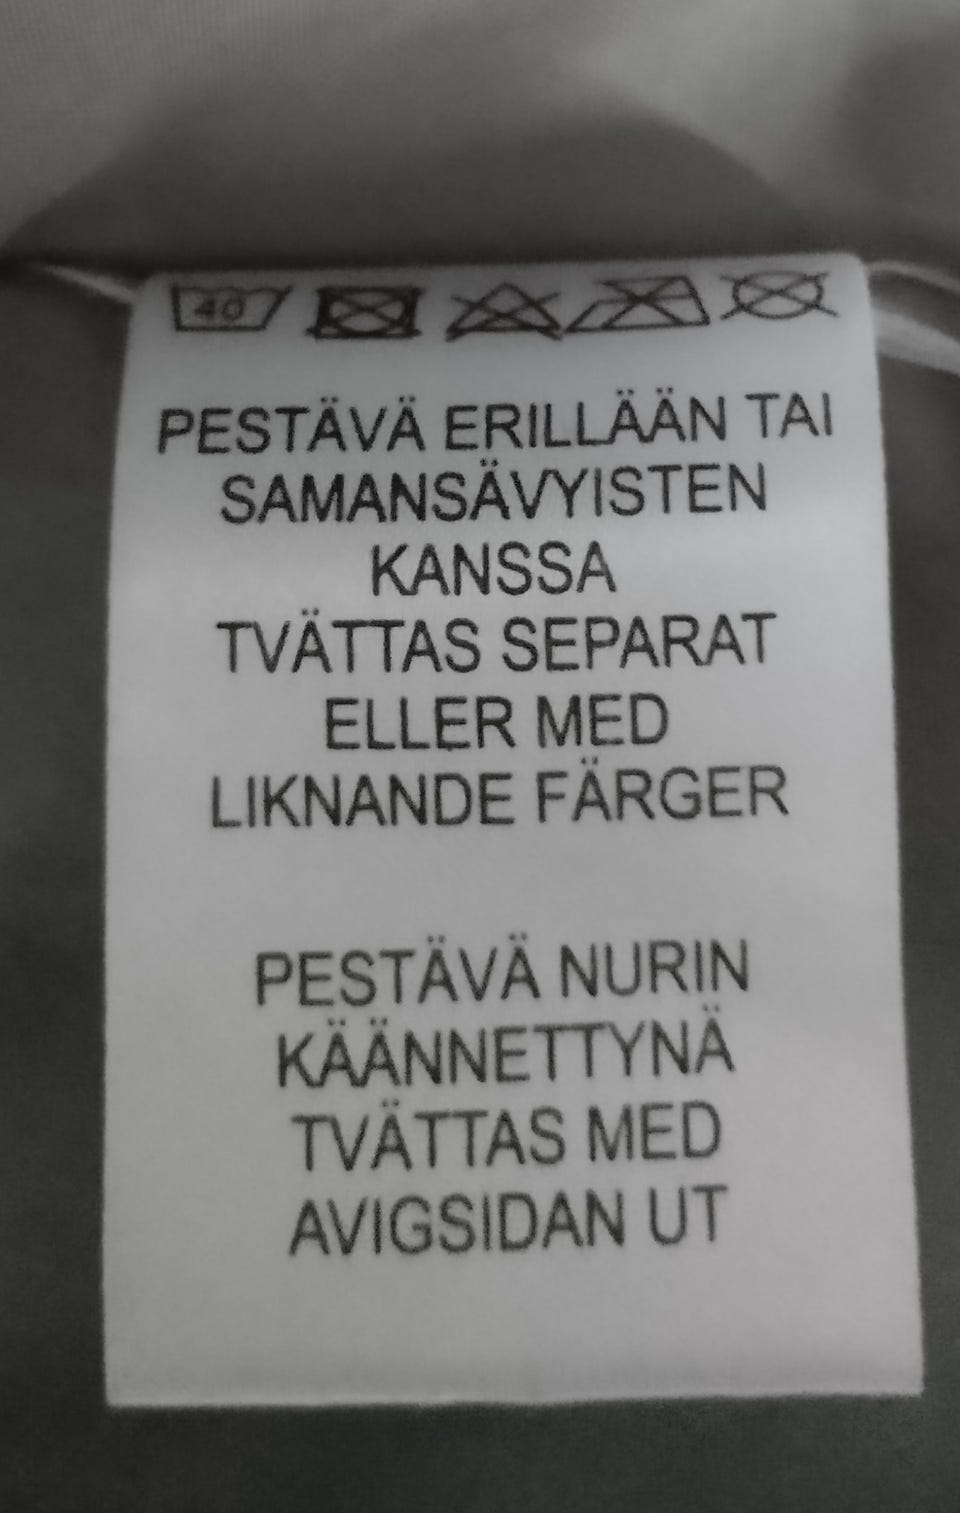 40
PESTÄVÄ ERILLÄÄN TAI
SAMANSÄVYISTEN
KANSSA
TVÄTTAS SEPARAT
ELLER MED
LIKNANDE FÄRGER
PESTÄVÄ NURIN
KÄÄNNETTYNÄ
TVÄTTAS MED
AVIGSIDAN UT